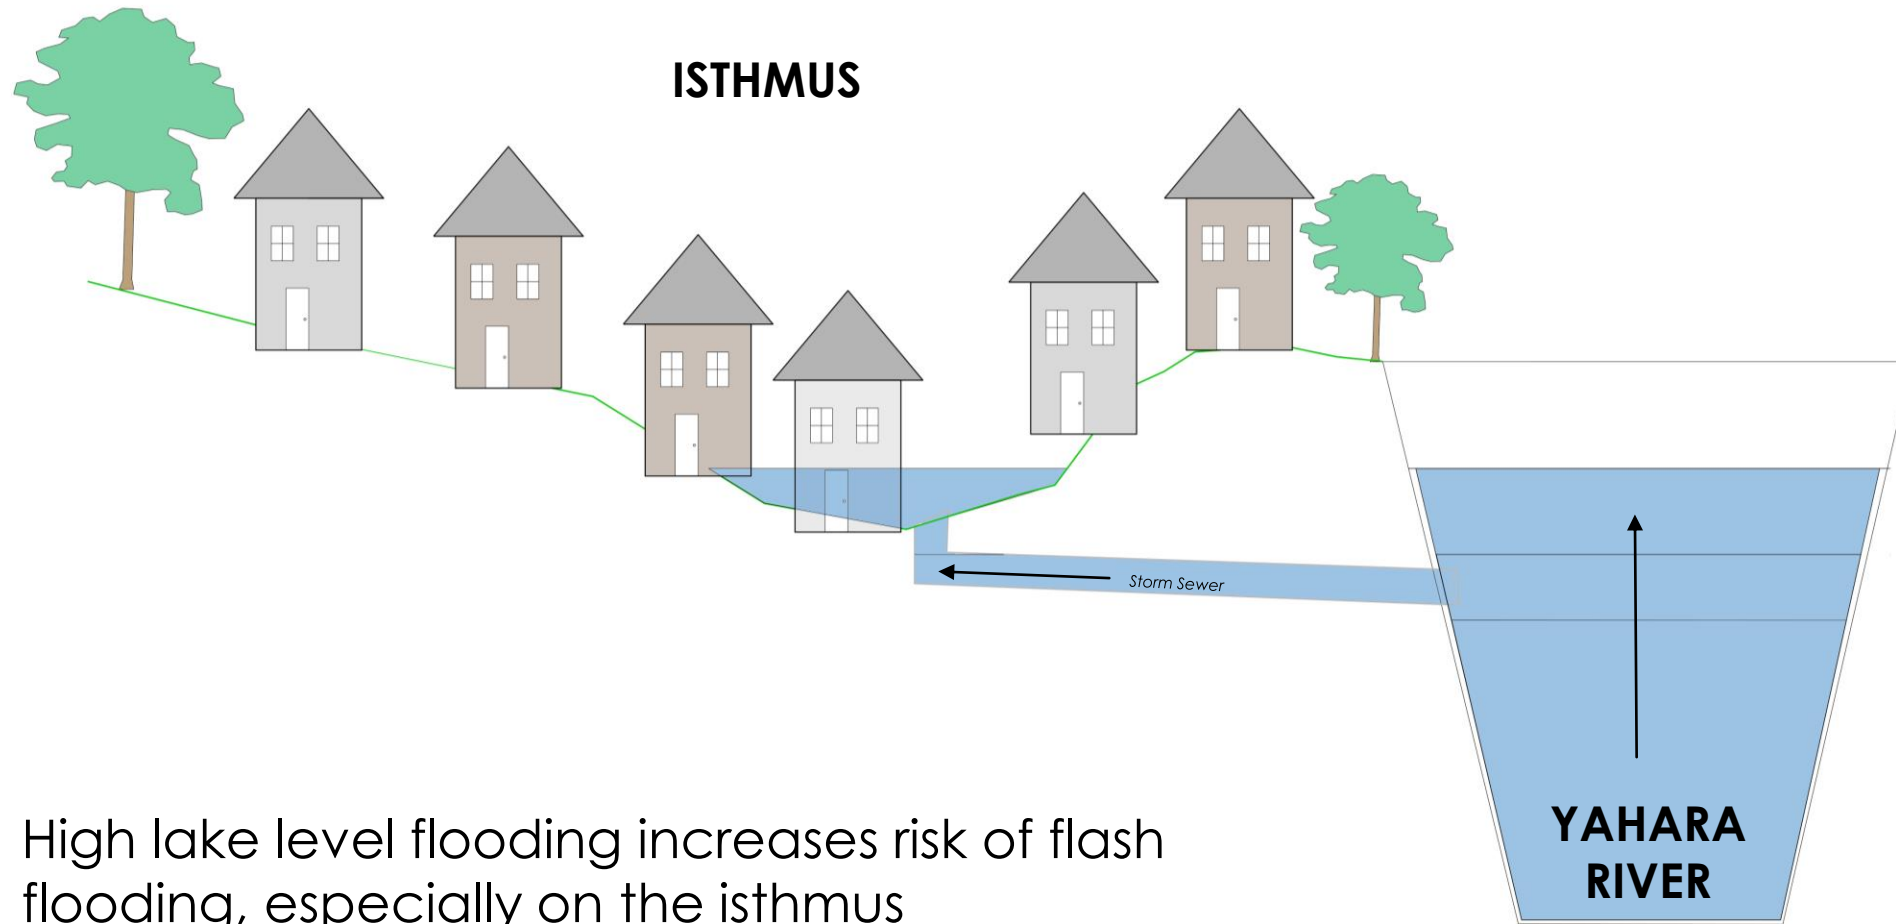 ISTHMUS
Storm Sewer
YAHARA
RIVER
High lake level flooding increases risk of flash
flooding, especially on the isthmus